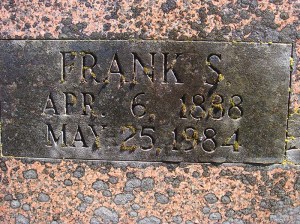 FRANK S.
APR. 6, 1888
MAY 25, 1984